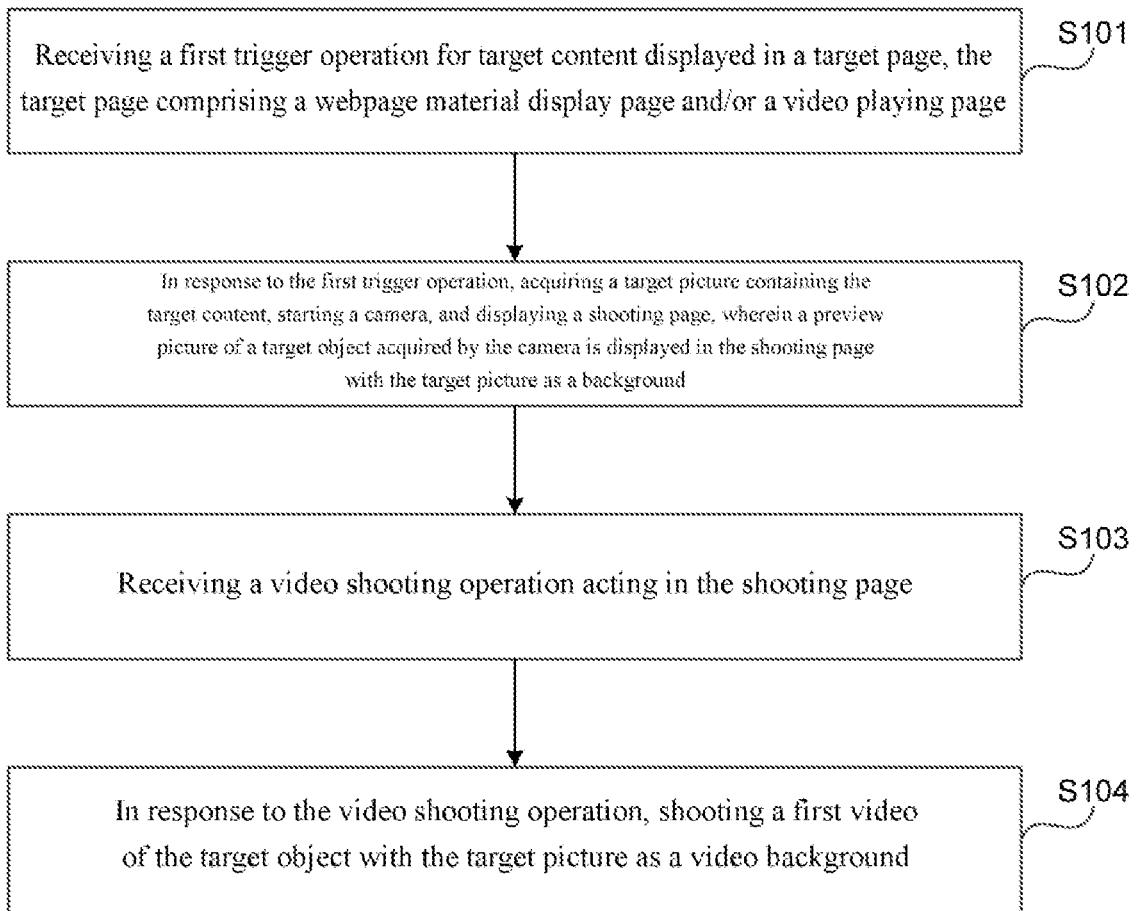 S101
Receiving a first trigger operation for target content displayed in a target page, the
target page comprising a webpage material display page and/or a video playing page
S102
In response to the first trigger operation, acquiring a target picture containing the
target content, starting a camera, and displaying a shooting page, wherein a preview
picture of a target object acquired by the camera is displayed in the shooting page
with the target picture as a background
S103
Receiving a video shooting operation acting in the shooting page
S104
In response to the video shooting operation, shooting a first video
of the target object with the target picture as a video background